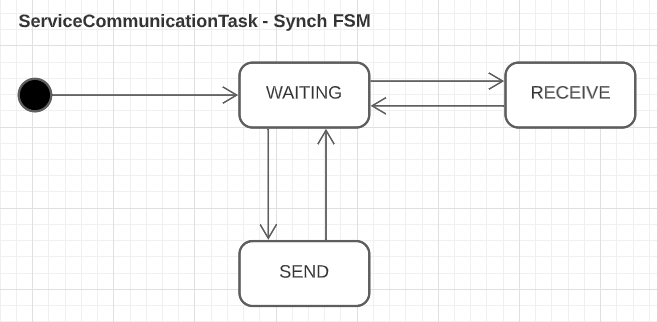 ServiceCommunicationTask - Synch FSM
WAITING
RECEIVE
SEND